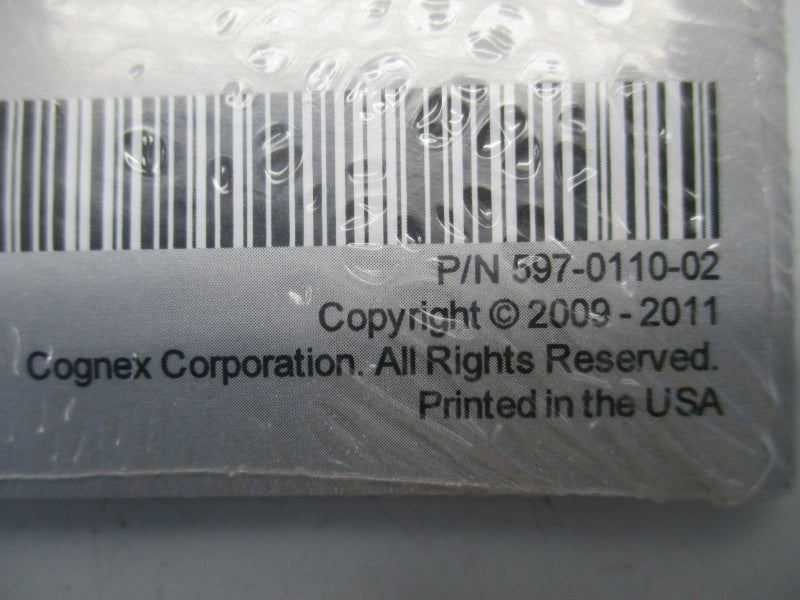 P/N 597-0110-02
Copyright © 2009 - 2011
Cognex Corporation. All Rights Reserved.
Printed in the USA